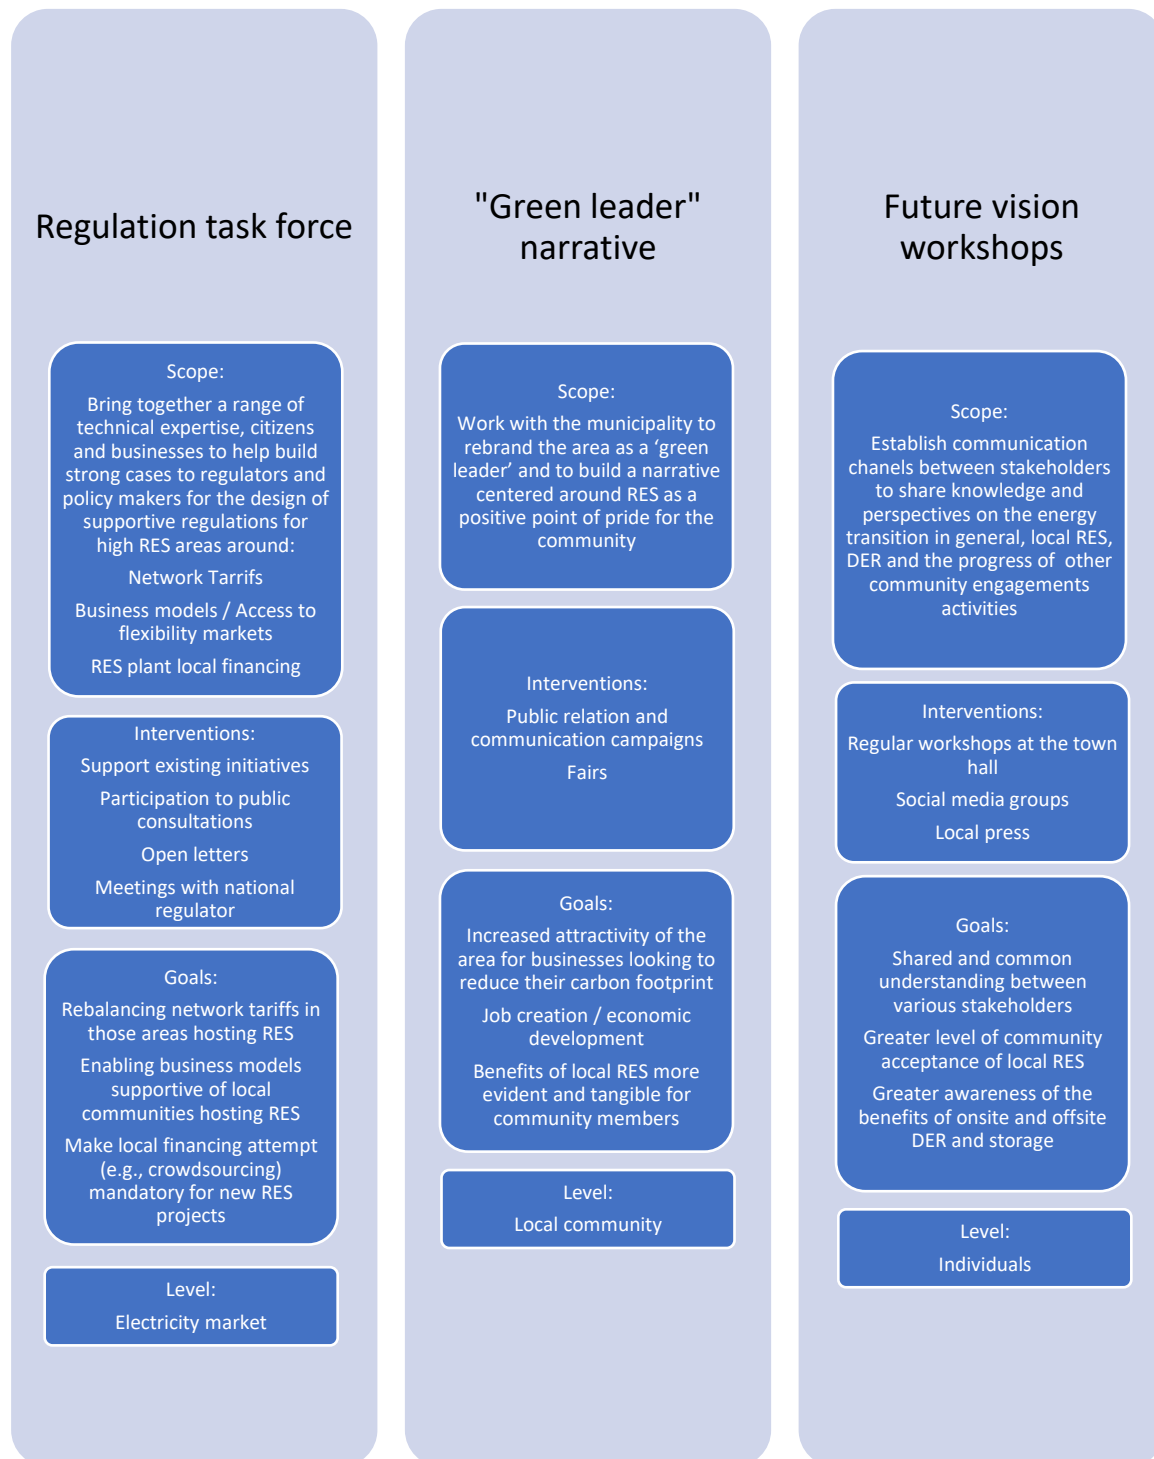 Regulation task force
Scope:
Bring together a range of
technical expertise, citizens
and businesses to help build
strong cases to regulators and
policy makers for the design of
supportive regulations for
high RES areas around:
Network Tarrifs
Business models / Access to
flexibility markets
RES plant local financing
Interventions:
Support existing initiatives
Participation to public
consultations
Open letters
Meetings with national
regulator
Goals:
Rebalancing network tariffs in
those areas hosting RES
Enabling business models
supportive of local
communities hosting RES
Make local financing attempt
(e.g., crowdsourcing)
mandatory for new RES
projects
Level:
Electricity market
"Green leader"
narrative
Scope:
Work with the municipality to
rebrand the area as a ‘green
leader’ and to build a narrative
centered around RES as a
positive point of pride for the
community
Interventions:
Public relation and
communication campaigns
Fairs
Goals:
Increased attractivity of the
area for businesses looking to
reduce their carbon footprint
Job creation / economic
development
Benefits of local RES more
evident and tangible for
community members
Level:
Local community
Future vision
workshops
Scope:
Establish communication
chanels between stakeholders
to share knowledge and
perspectives on the energy
transition in general, local RES,
DER and the progress of other
community engagements
activities
Interventions:
Regular workshops at the town
hall
Social media groups
Local press
Goals:
Shared and common
understanding between
various stakeholders
Greater level of community
acceptance of local RES
Greater awareness of the
benefits of onsite and offsite
DER and storage
Level:
Individuals